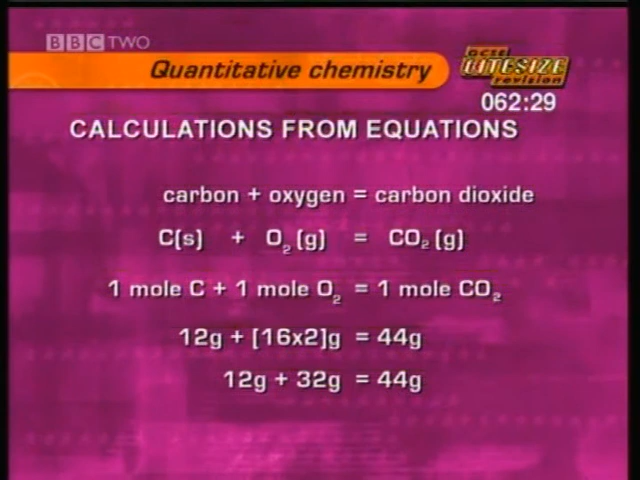 BBC TWO
Quantitative chemistry
GCSE
BITESIZE
revision
062:29
CALCULATIONS FROM EQUATIONS
carbon + oxygen = carbon dioxide
C(s) + O₂(g) = CO₂(g)
1 mole C + 1 mole O₂ = 1 mole CO₂
12g + [16x2]g = 44g
12g + 32g = 44g